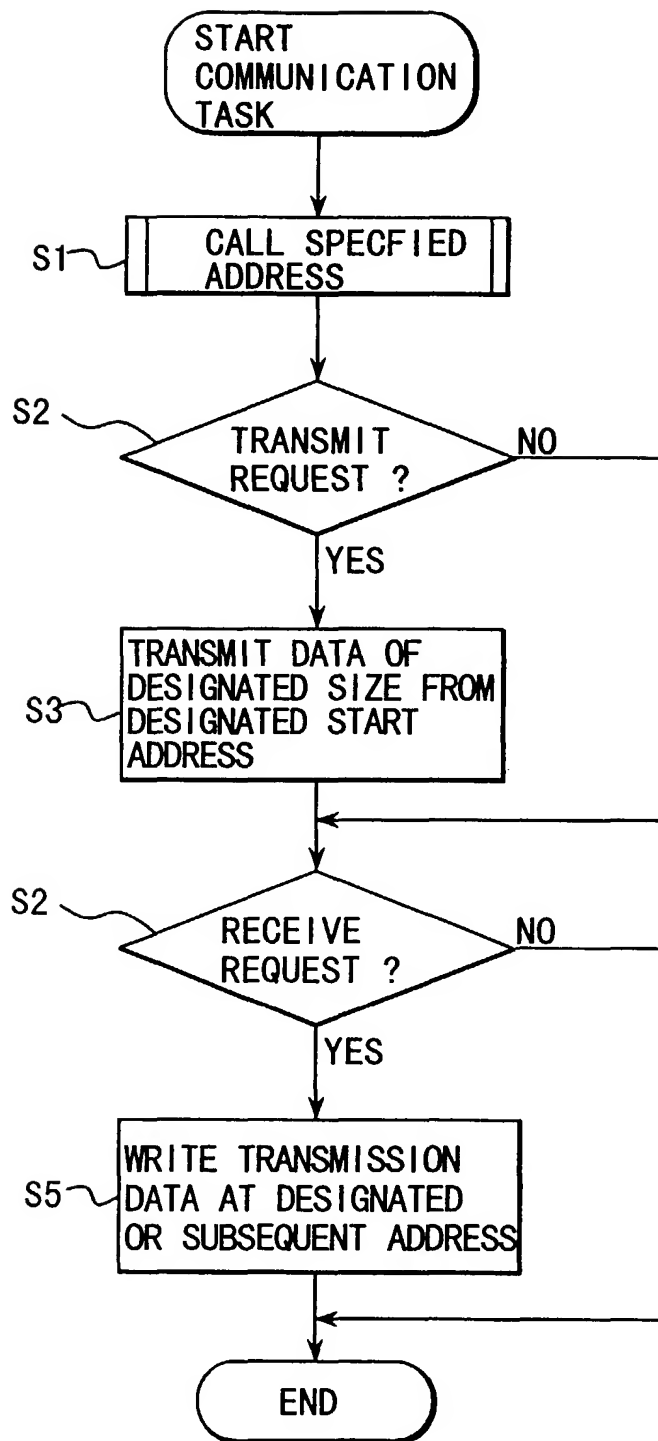 START
COMMUNICATION
TASK
S1
CALL SPECFIED
ADDRESS
S2
TRANSMIT
REQUEST ?
NO
YES
S3
TRANSMIT DATA OF
DESIGNATED SIZE FROM
DESIGNATED START
ADDRESS
S2
RECEIVE
REQUEST ?
NO
YES
S5
WRITE TRANSMISSION
DATA AT DESIGNATED
OR SUBSEQUENT ADDRESS
END